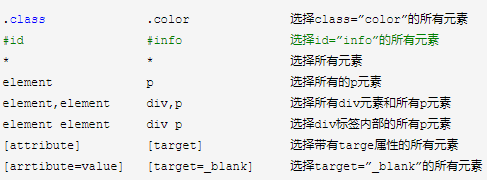 .class .color 选择class=”color”的所有元素
#id #info 选择id=”info”的所有元素
* * 选择所有元素
element p 选择所有的p元素
element,element div,p 选择所有div元素和所有p元素
element element div p 选择div标签内部的所有p元素
[attribute] [target] 选择带有targe属性的所有元素
[arrtibute=value] [target=_blank] 选择target=”_blank”的所有元素